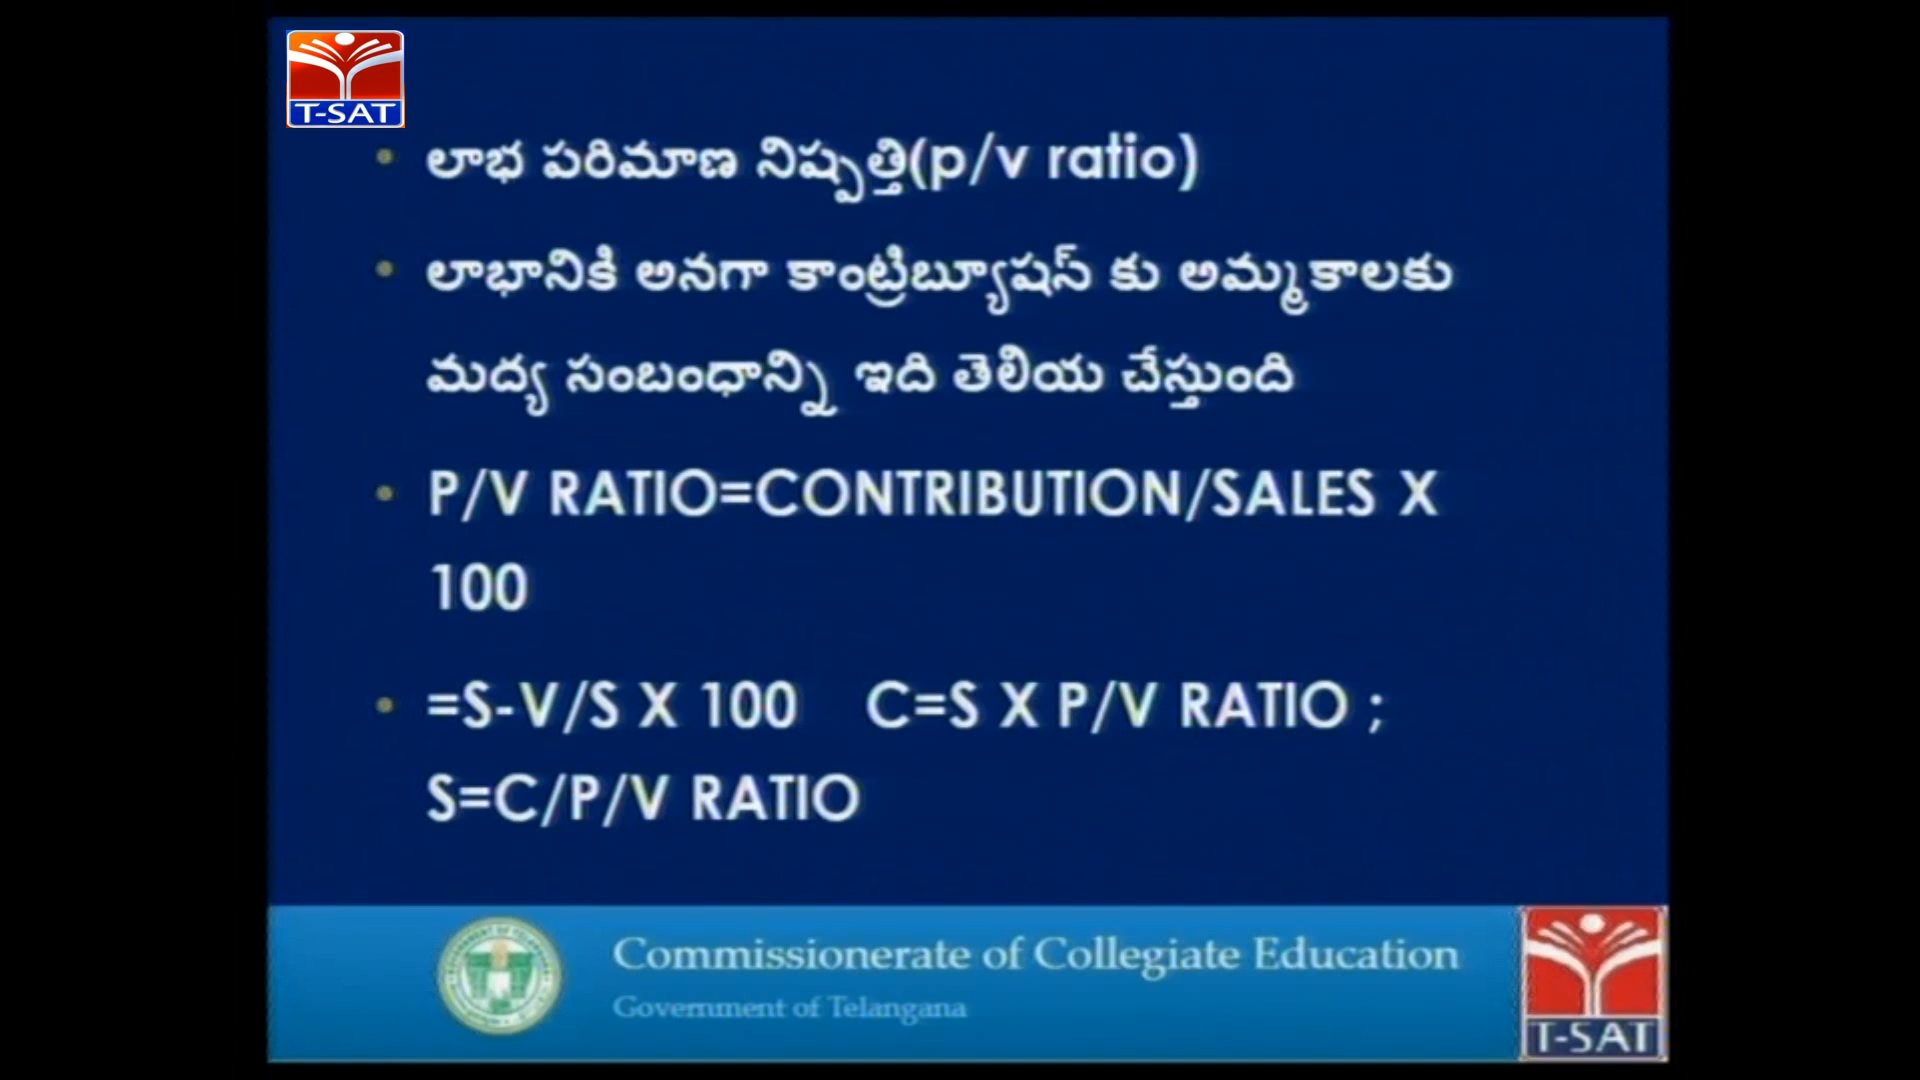 T-SAT
• లాభ పరిమాణ నిష్పత్తి(p/v ratio)
• లాభానికి అనగా కాంట్రిబ్యూషన్ కు అమ్మకాలకు
మద్య సంబంధాన్ని ఇది తెలియ చేస్తుంది
• P/V RATIO=CONTRIBUTION/SALES X
100
• =S-V/S X 100 C=S X P/V RATIO ;
S=C/P/V RATIO
Commissionerate of Collegiate Education
Government of Telangana
T-SAT